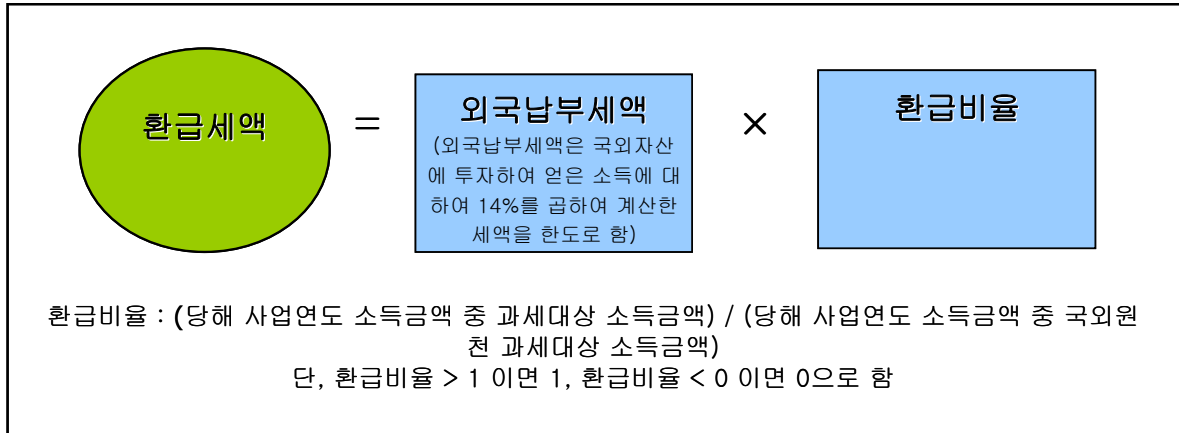 환급세액
=
외국납부세액
(외국납부세액은 국외자산
에 투자하여 얻은 소득에 대
하여 14%를 곱하여 계산한
세액을 한도로 함)
×
환급비율
환급비율 : (당해 사업연도 소득금액 중 과세대상 소득금액) / (당해 사업연도 소득금액 중 국외원
천 과세대상 소득금액)
단, 환급비율 > 1 이면 1, 환급비율 < 0 이면 0으로 함